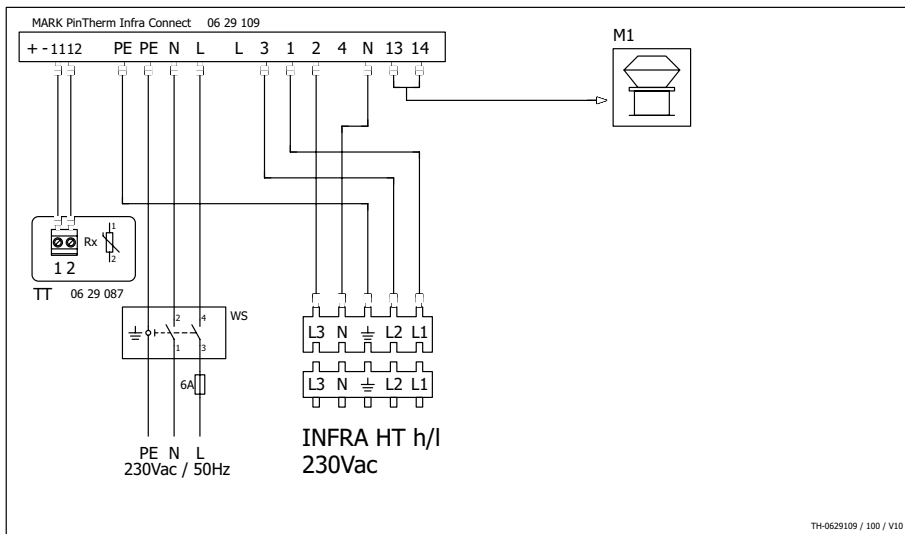 MARK PinTherm Infra Connect 06 29 109
+ - 11 12 PE PE N L L 3 1 2 4 N 13 14
M1
Rx 1
2
1 2
TT 06 29 087
2 4 WS
1 3
6A
L3 N L2 L1
L3 N L2 L1
PE N L
230Vac / 50Hz
INFRA HT h/l
230Vac
TH-0629109 / 100 / V10